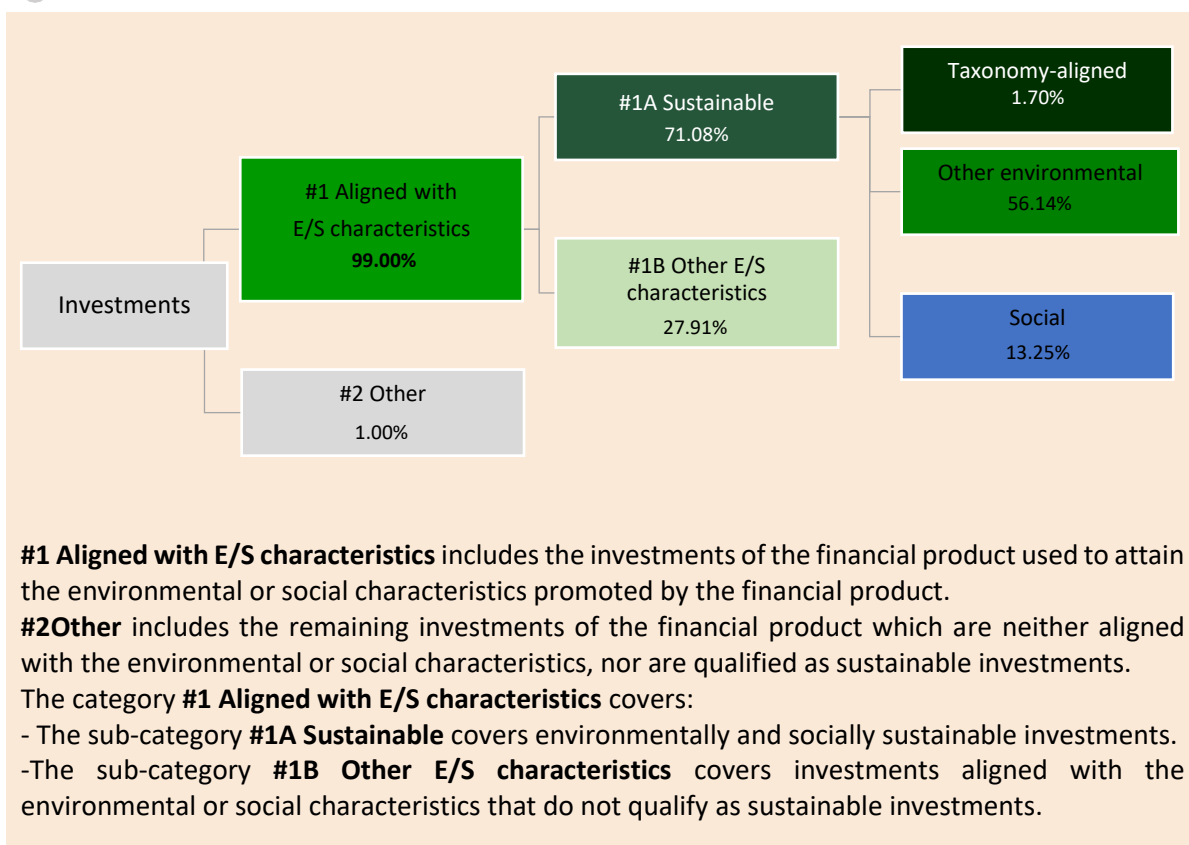 Investments
#1 Aligned with
E/S characteristics
99.00%
#2 Other
1.00%
#1A Sustainable
71.08%
#1B Other E/S
characteristics
27.91%
Taxonomy-aligned
1.70%
Other environmental
56.14%
Social
13.25%
#1 Aligned with E/S characteristics includes the investments of the financial product used to attain
the environmental or social characteristics promoted by the financial product.
#2Other includes the remaining investments of the financial product which are neither aligned
with the environmental or social characteristics, nor are qualified as sustainable investments.
The category #1 Aligned with E/S characteristics covers:
- The sub-category #1A Sustainable covers environmentally and socially sustainable investments.
-The sub-category #1B Other E/S characteristics covers investments aligned with the
environmental or social characteristics that do not qualify as sustainable investments.